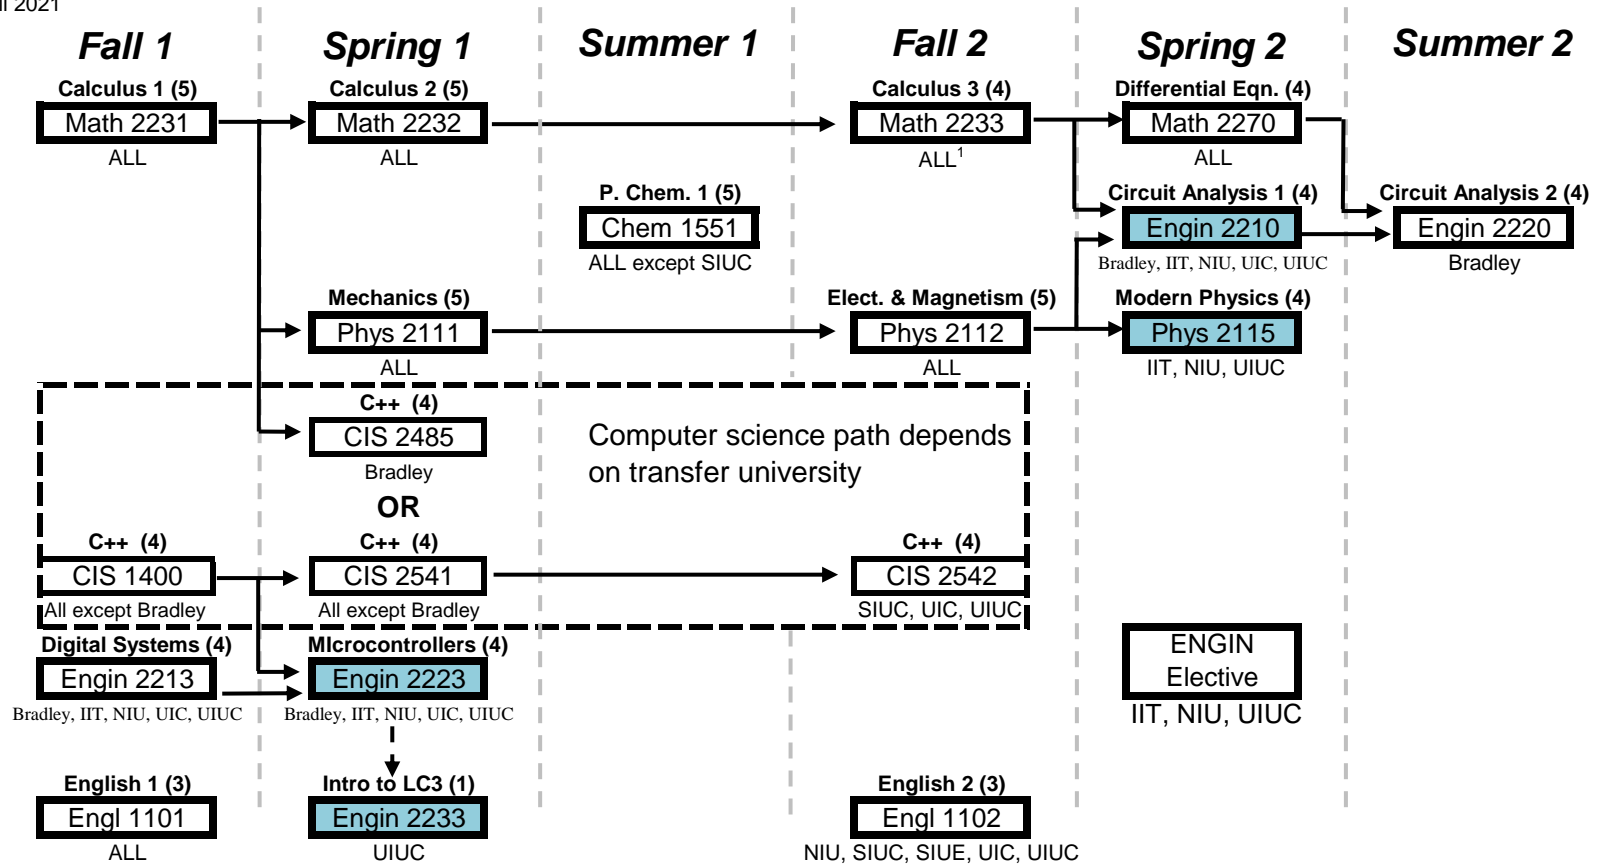 2021
Fall 1
Spring 1
Summer 1
Fall 2
Spring 2
Summer 2
Calculus 1 (5)
Math 2231
ALL
Calculus 2 (5)
Math 2232
ALL
Calculus 3 (4)
Math 2233
ALL1
Differential Eqn. (4)
Math 2270
ALL
P. Chem. 1 (5)
Chem 1551
ALL except SIUC
Circuit Analysis 1 (4)
Engin 2210
Bradley, IIT, NIU, UIC, UIUC
Circuit Analysis 2 (4)
Engin 2220
Bradley
Mechanics (5)
Phys 2111
ALL
Elect. & Magnetism (5)
Phys 2112
ALL
Modern Physics (4)
Phys 2115
IIT, NIU, UIUC
C++ (4)
CIS 2485
Bradley
OR
Computer science path depends
on transfer university
C++ (4)
CIS 1400
All except Bradley
C++ (4)
CIS 2541
All except Bradley
C++ (4)
CIS 2542
SIUC, UIC, UIUC
Digital Systems (4)
Engin 2213
Bradley, IIT, NIU, UIC, UIUC
MIcrocontrollers (4)
Engin 2223
Bradley, IIT, NIU, UIC, UIUC
ENGIN
Elective
IIT, NIU, UIUC
English 1 (3)
Engl 1101
ALL
Intro to LC3 (1)
Engin 2233
UIUC
English 2 (3)
Engl 1102
NIU, SIUC, SIUE, UIC, UIUC